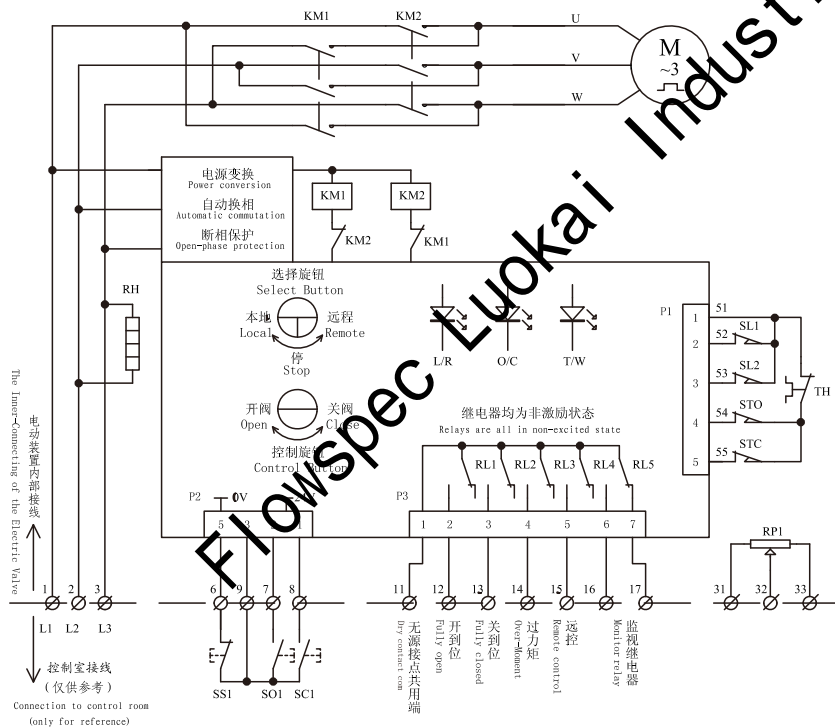 KM1 KM2
U
V
W
M
~3
电源变换
Power conversion
自动换相
Automatic commutation
断相保护
Open-phase protection
KM1 KM2
KM2 KM1
RH
选择旋钮
Select Button
本地 远程
Local Remote
停
Stop
开阀 关阀
Open Close
控制旋钮
Control Button
L/R O/C T/W
继电器均为非激励状态
Relays are all in non-excited state
RL1 RL2 RL3 RL4 RL5
P1
1 51
2 52 SL1
3 53 SL2
4 54 STO
5 55 STC
TH
P2 0V
5 3
P3
1 2 3 4 5 6 7
RP1
31 32 33
电动装置内部接线
The Inner-Connecting of the Electric Valve
1 2 3
L1 L2 L3
6 9 7 8
11 12 13 14 15 16 17
SS1 SO1 SC1
无源接点共用端
Dry contact com
开到位
Fully open
关到位
Fully closed
过力矩
Over-Moment
远控
Remote control
监视继电器
Monitor relay
控制室接线
(仅供参考)
Connection to control room
(only for reference)
Flowspec Luokai Industri